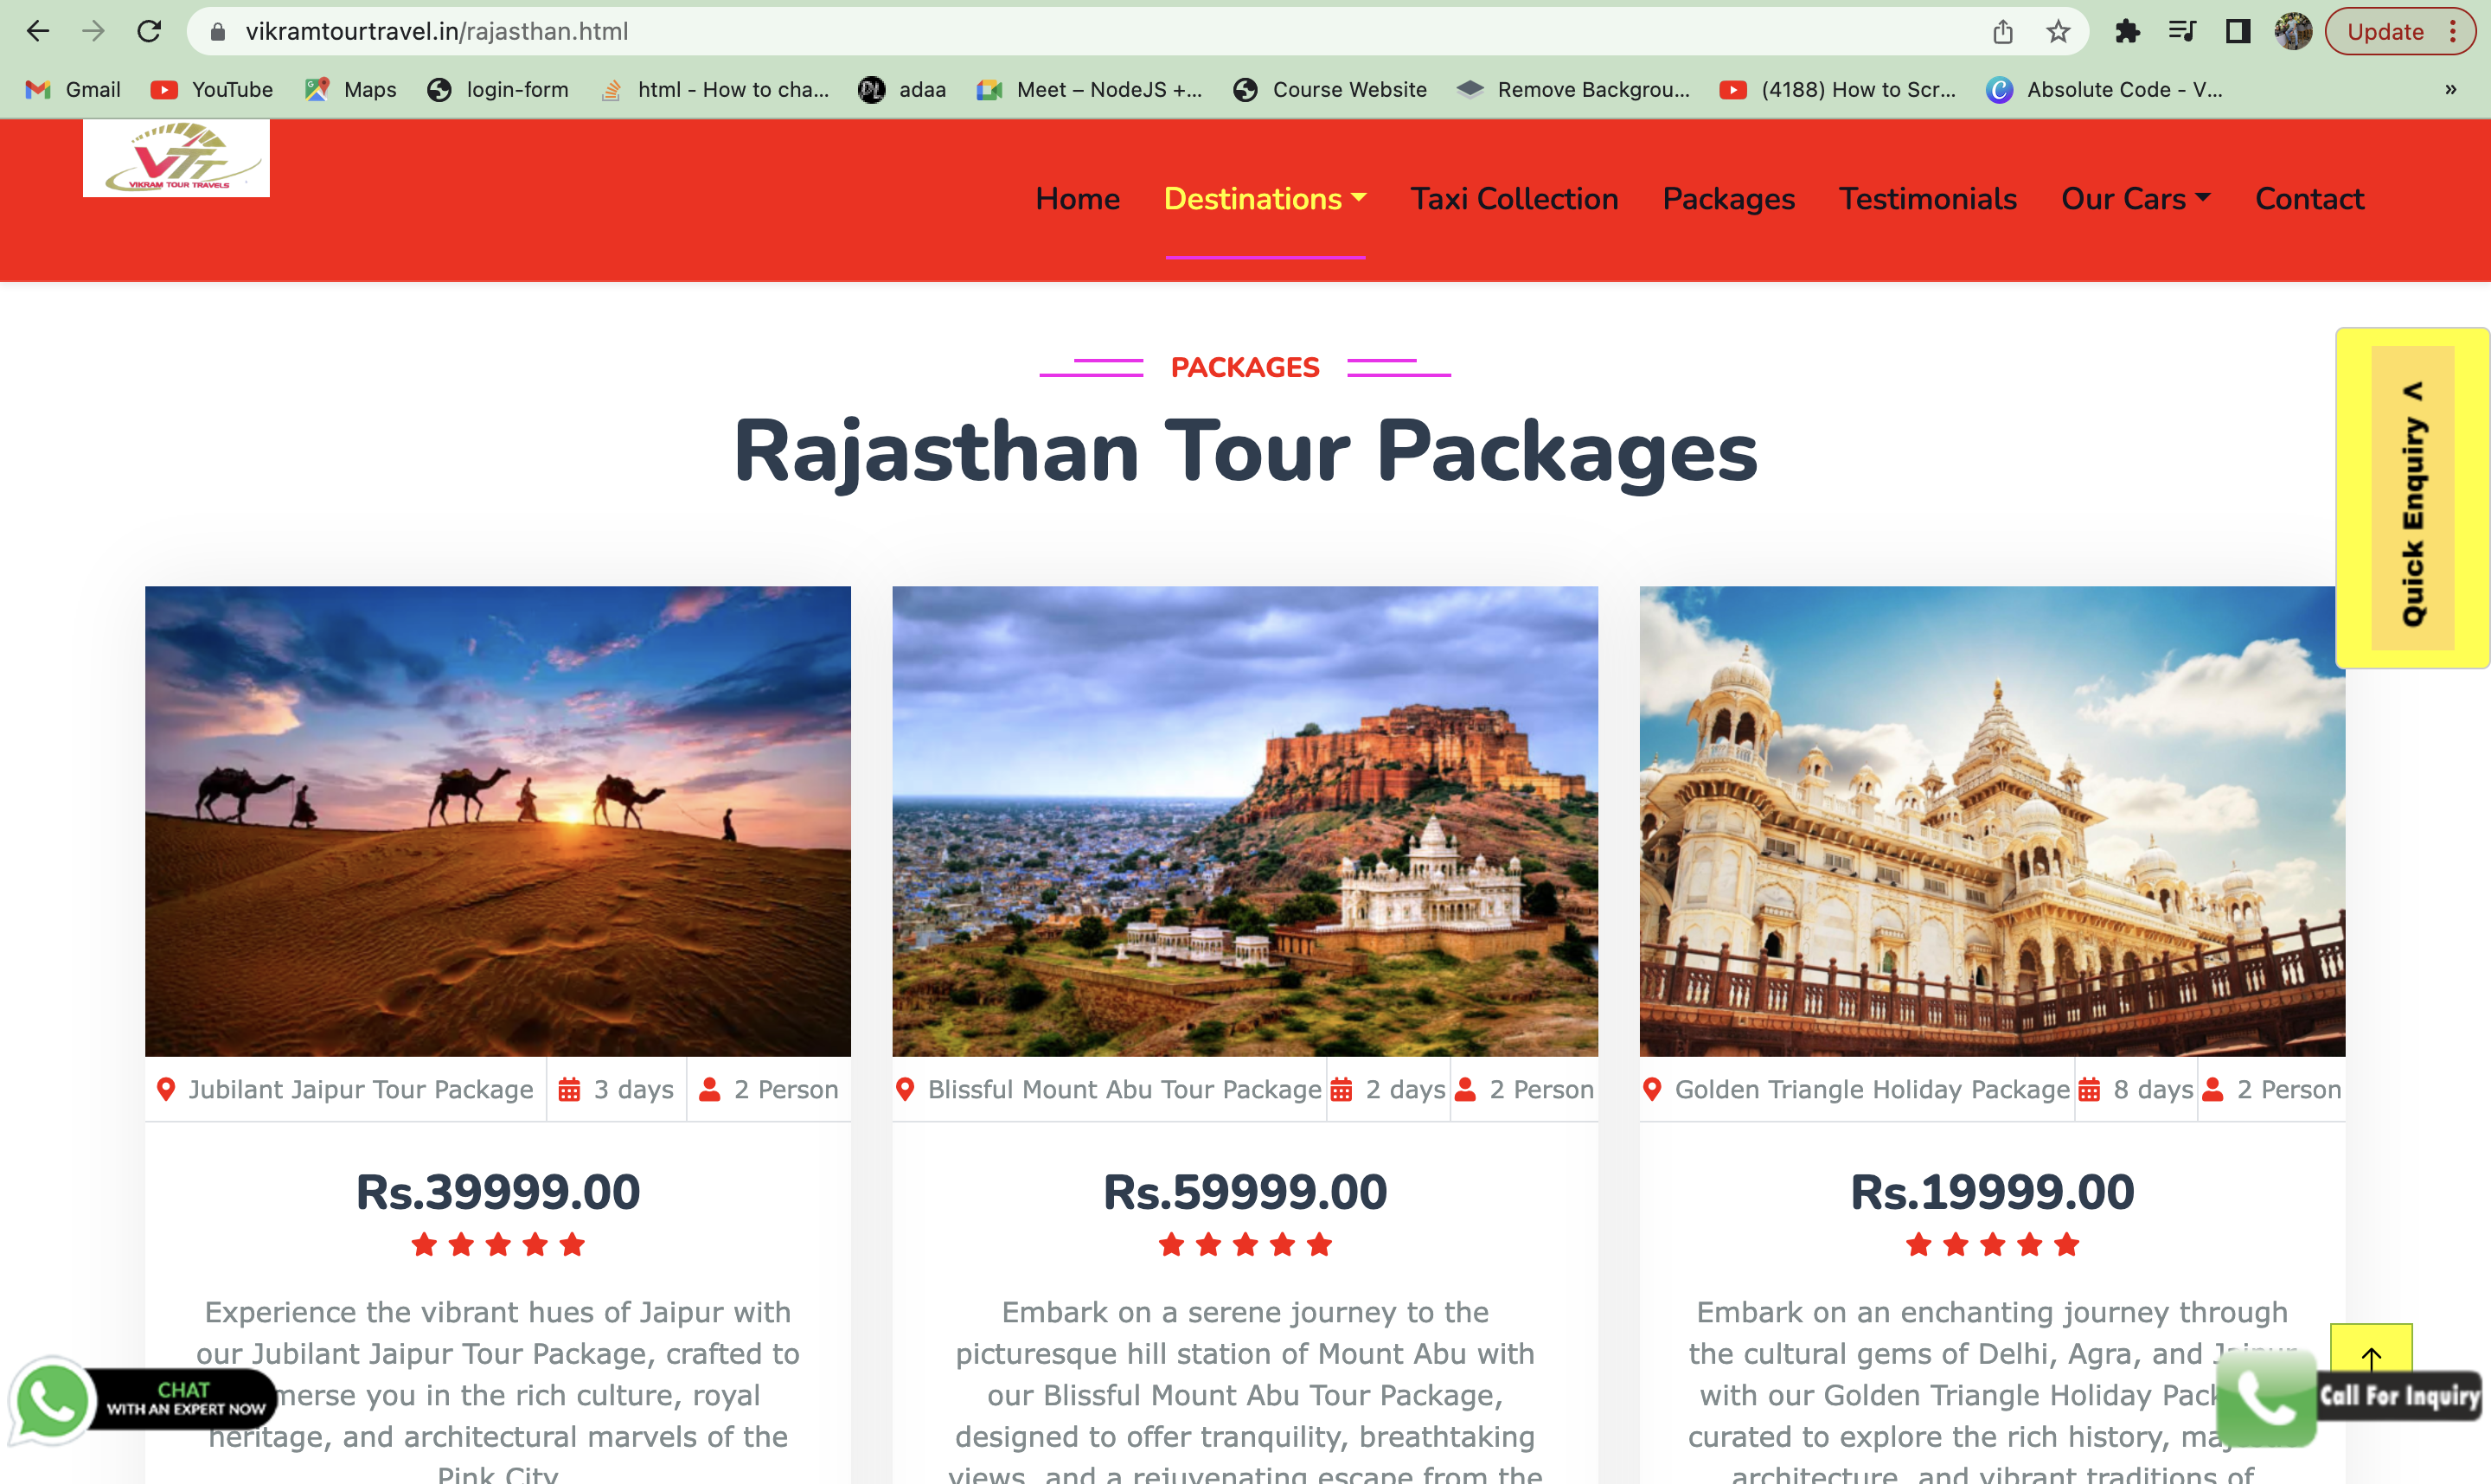 vikramtourtravel.in/rajasthan.html
Update
Gmail
YouTube
Maps
login-form
html - How to cha...
adaa
Meet – NodeJS +...
Course Website
Remove Backgrou...
(4188) How to Scr...
Absolute Code - V...
»
VTT
VIKRAM TOUR TRAVELS
Home
Destinations
Taxi Collection
Packages
Testimonials
Our Cars
Contact
PACKAGES
Rajasthan Tour Packages
Quick Enquiry >
Jubilant Jaipur Tour Package
3 days
2 Person
Rs.39999.00
Experience the vibrant hues of Jaipur with
our Jubilant Jaipur Tour Package, crafted to
merse you in the rich culture, royal
heritage, and architectural marvels of the
Pink City
Blissful Mount Abu Tour Package
2 days
2 Person
Rs.59999.00
Embark on a serene journey to the
picturesque hill station of Mount Abu with
our Blissful Mount Abu Tour Package,
designed to offer tranquility, breathtaking
views, and a rejuvenating escape from the
Golden Triangle Holiday Package
8 days
2 Person
Rs.19999.00
Embark on an enchanting journey through
the cultural gems of Delhi, Agra, and Jaipur
with our Golden Triangle Holiday Pack
curated to explore the rich history,
architecture, and vibrant traditions of
CHAT
WITH AN EXPERT NOW
Call For Inquiry